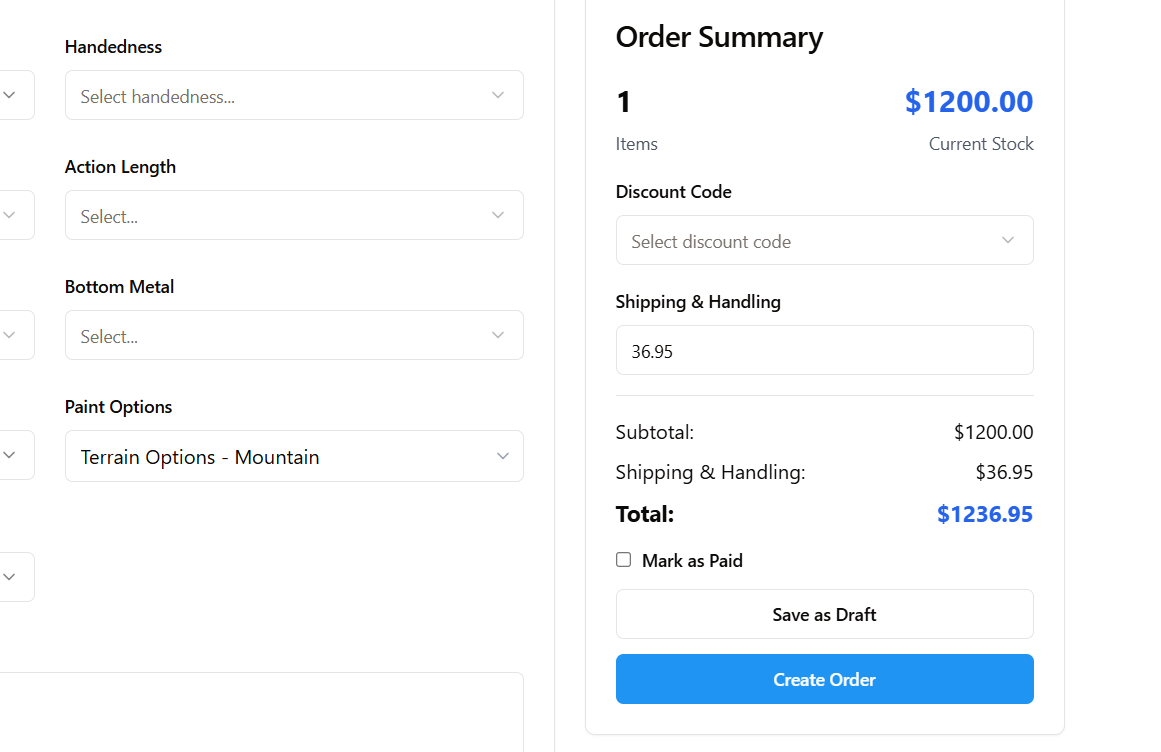 Handedness
Select handedness...
Action Length
Select...
Bottom Metal
Select...
Paint Options
Terrain Options - Mountain
Order Summary
1
$1200.00
Items
Current Stock
Discount Code
Select discount code
Shipping & Handling
36.95
Subtotal:
$1200.00
Shipping & Handling:
$36.95
Total:
$1236.95
Mark as Paid
Save as Draft
Create Order